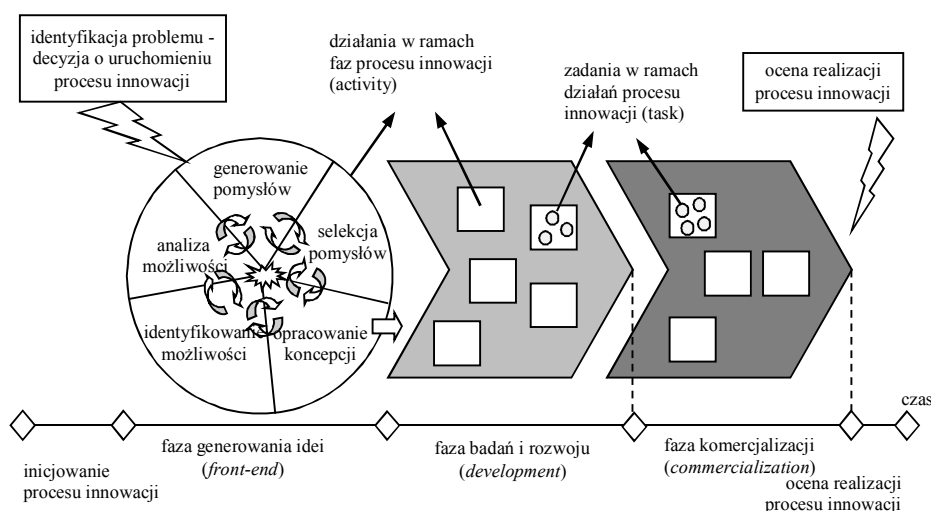 identyfikacja problemu -
decyzja o uruchomieniu
procesu innowacji
działania w ramach
faz procesu innowacji
(activity)
zadania w ramach
działań procesu
innowacji (task)
ocena realizacji
procesu innowacji
generowanie
pomysłów
selekcja
pomysłów
analiza
możliwości
identyfikowanie
możliwości
opracowanie
koncepcji
czas
faza generowania idei
(front-end)
faza badań i rozwoju
(development)
faza komercjalizacji
(commercialization)
inicjowanie
procesu innowacji
ocena realizacji
procesu innowacji